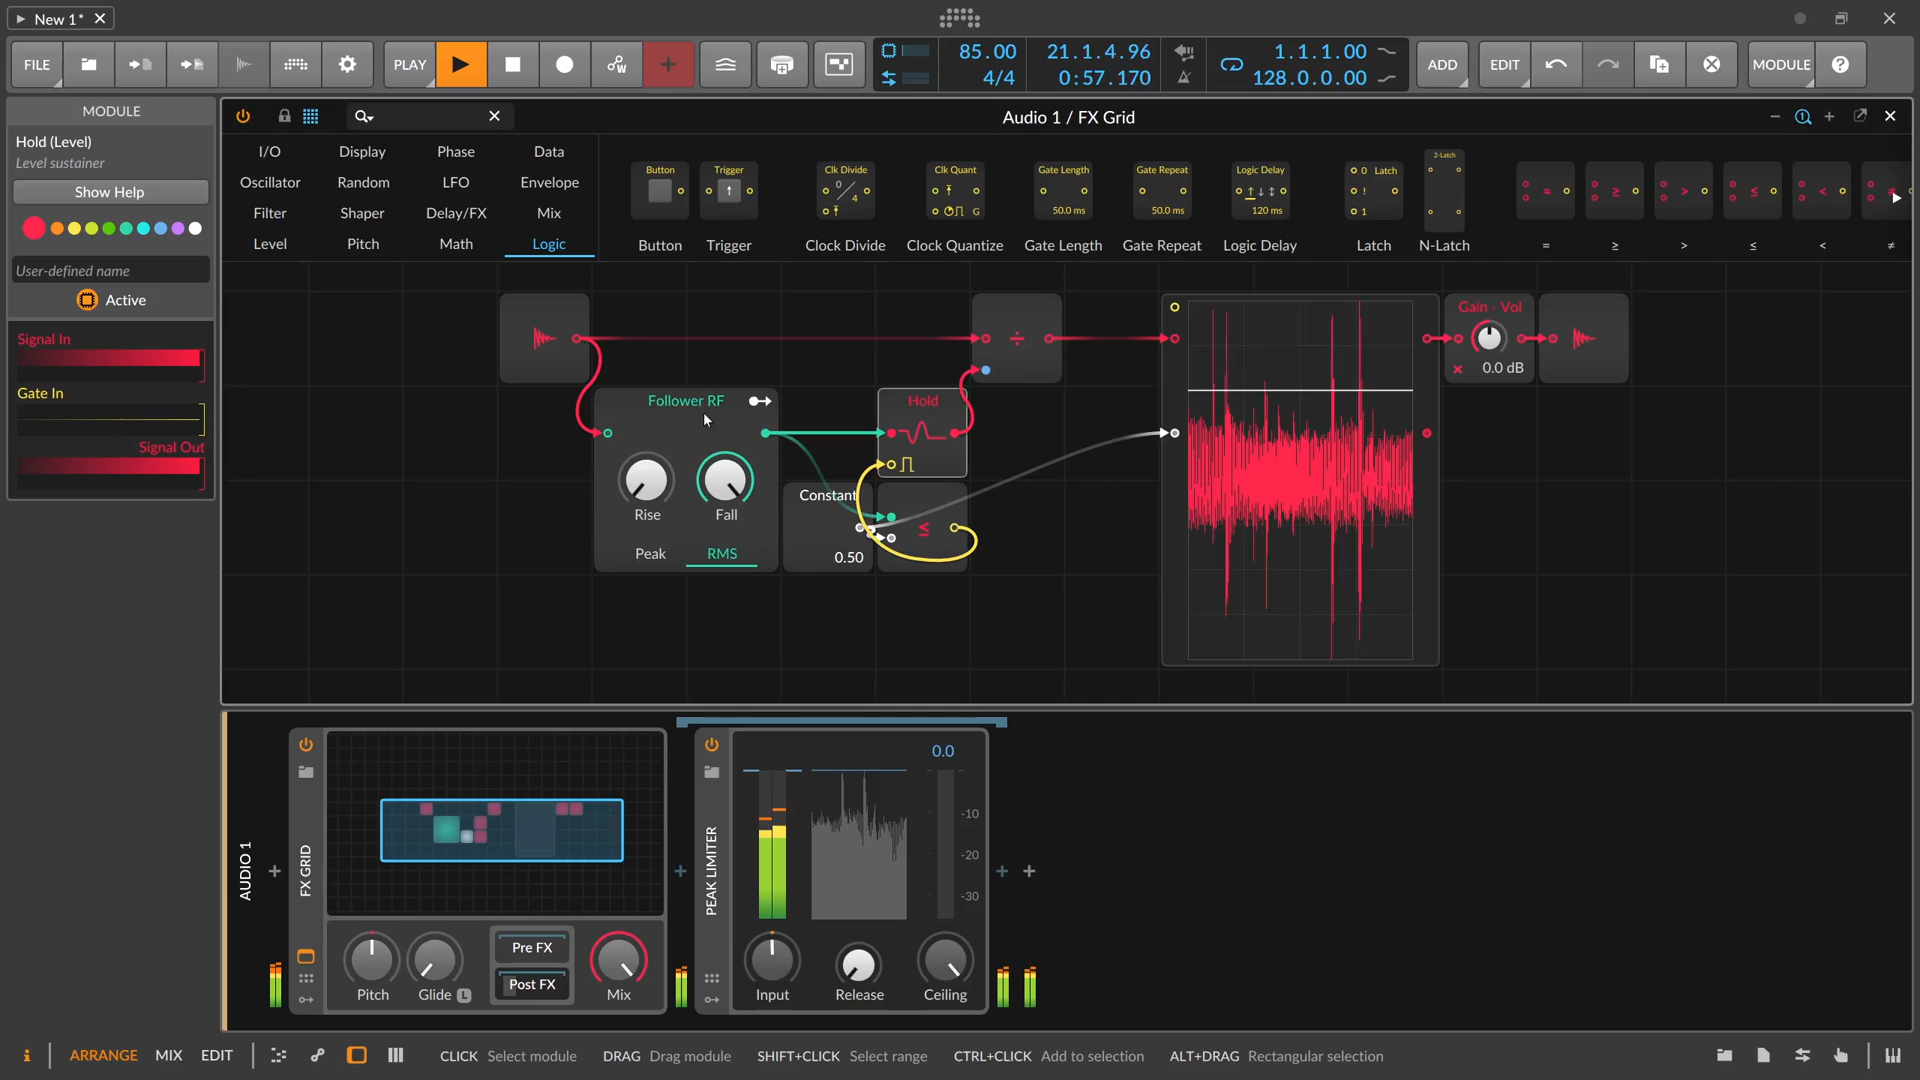 New 1*
FILE
PLAY
85.00
4/4
21.1.4.96
0:57.170
1.1.1.00
128.0.0.00
ADD
EDIT
MODULE
MODULE
Hold (Level)
Level sustainer
Show Help
User-defined name
Active
Signal In
Gate In
Signal Out
Audio 1 / FX Grid
I/O
Display
Phase
Data
Oscillator
Random
LFO
Envelope
Filter
Shaper
Delay/FX
Mix
Level
Pitch
Math
Logic
Button
Button
Trigger
Trigger
Clk Divide
0
4
Clock Divide
Clk Quant
G
Clock Quantize
Gate Length
50.0 ms
Gate Length
Gate Repeat
50.0 ms
Gate Repeat
Logic Delay
120 ms
Logic Delay
0 Latch
!
1
Latch
2-Latch
N-Latch
=
=
≥
≥
>
>
≤
≤
<
<
≠
÷
Gain - Vol
0.0 dB
Follower RF
Rise
Fall
Peak
RMS
Hold
Constant
0.50
≤
AUDIO 1
FX GRID
Pitch
Glide
L
Pre FX
Post FX
Mix
PEAK LIMITER
0.0
-10
-20
-30
Input
Release
Ceiling
i
ARRANGE
MIX
EDIT
CLICK Select module
DRAG Drag module
SHIFT+CLICK Select range
CTRL+CLICK Add to selection
ALT+DRAG Rectangular selection